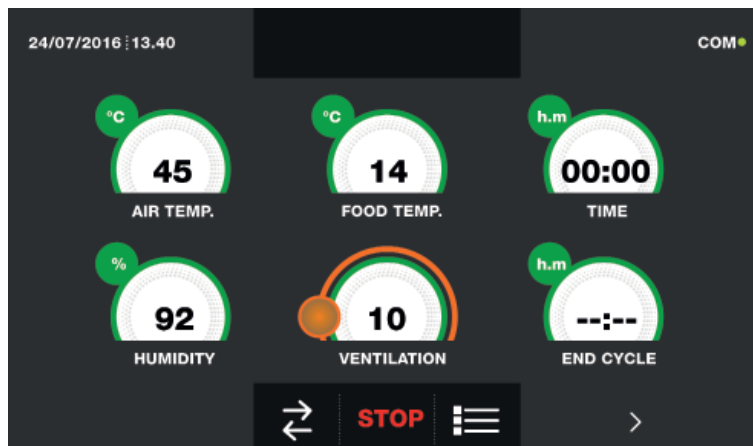 24/07/2016 13.40
COM
°C °C h.m
45 14 00:00
AIR TEMP. FOOD TEMP. TIME
% h.m
92 10 --:--
HUMIDITY VENTILATION END CYCLE
STOP